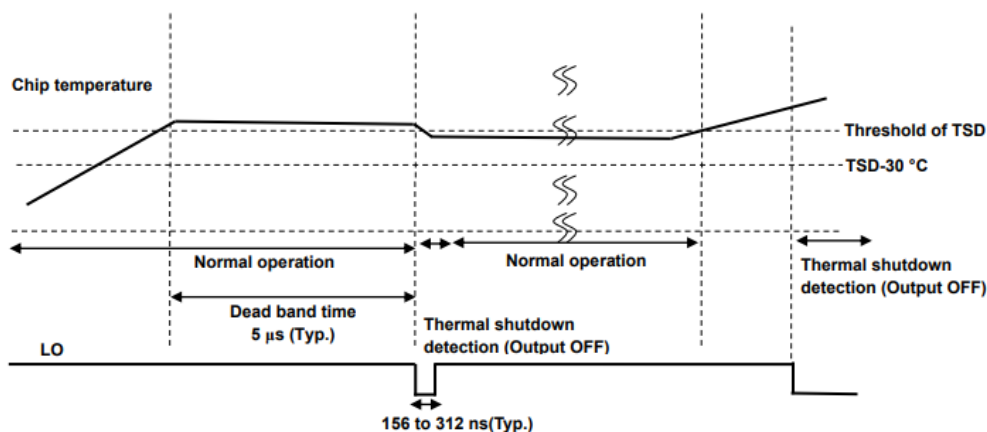 Chip temperature
Threshold of TSD
TSD-30 °C
Normal operation
Normal operation
Thermal shutdown
detection (Output OFF)
Dead band time
5 μs (Typ.)
Thermal shutdown
detection (Output OFF)
LO
156 to 312 ns(Typ.)